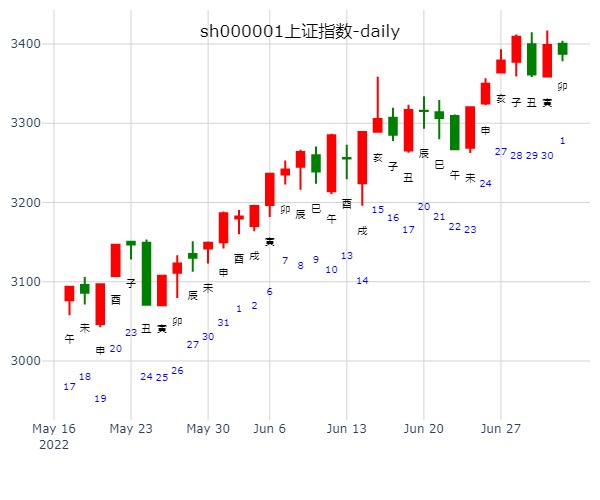 sh000001上证指数-daily
3400
3300
3200
3100
3000
午 未 申 酉 子 丑 寅 卯 辰 未 申 酉 戌 寅 卯 辰 巳 午 酉 戌 亥 子 丑 辰 巳 午 未 申 亥 子 丑 寅 卯
17 18 19 20 23 24 25 26 27 30 31 1 2 6 7 8 9 10 13 14 15 16 17 20 21 22 23 24 27 28 29 30 1
May 16 May 23 May 30 Jun 6 Jun 13 Jun 20 Jun 27
2022